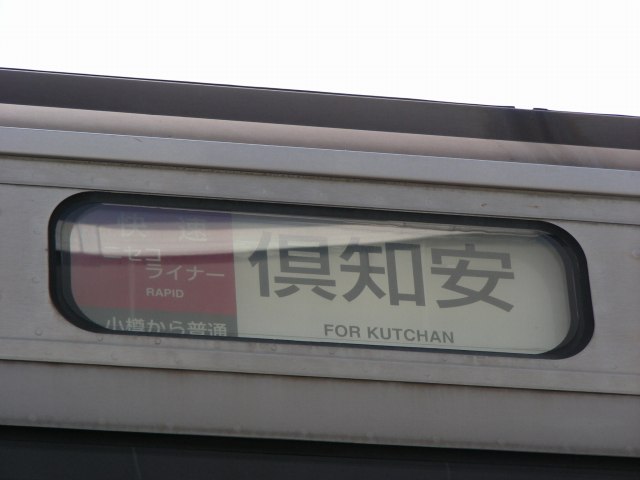 快速
ニセコ
ライナー
RAPID
小樽から普通
倶知安
FOR KUTCHAN